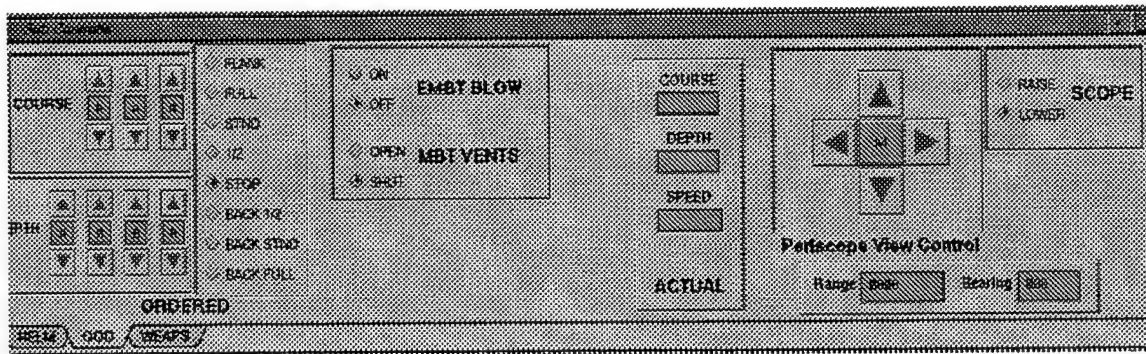 COURSE
FLANK
FULL
STND
1/2
STOP
BACK 1/2
BACK STND
BACK FULL
ORDERED
ON
OFF
EMBT BLOW
OPEN
SHUT
MBT VENTS
COURSE
DEPTH
SPEED
ACTUAL
Periscope View Control
Range
Bearing
RAISE
LOWER
SCOPE
HELM
OOD
WEAPS